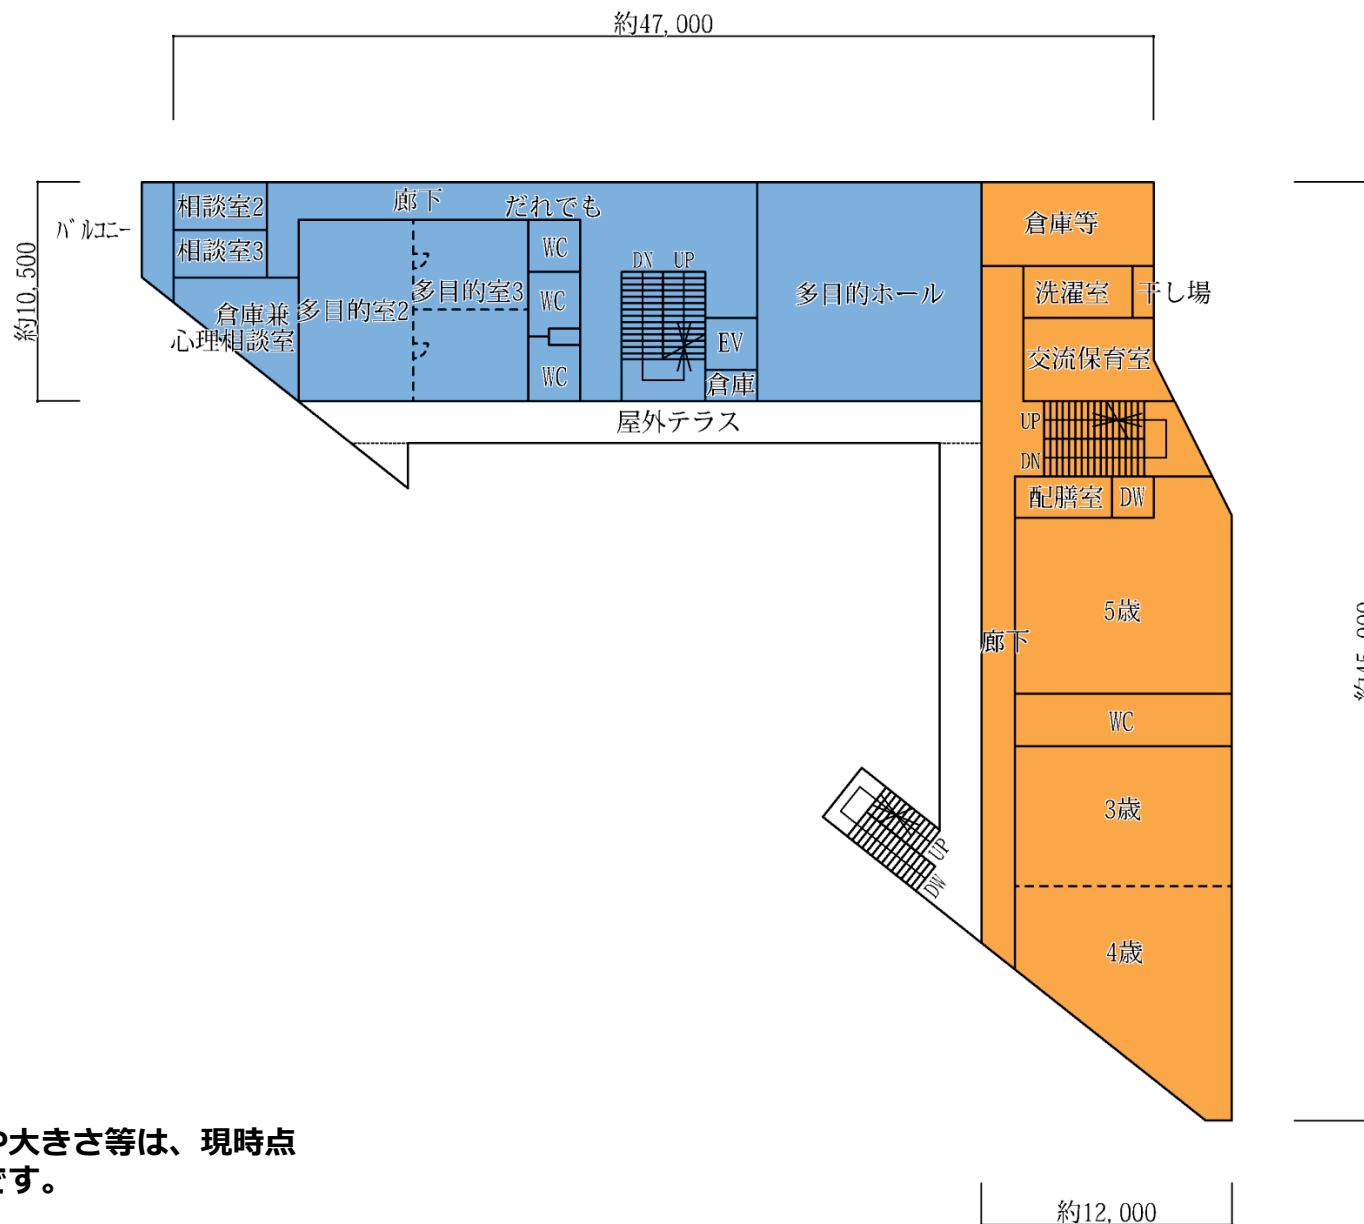 約47,000
相談室2
廊下
だれでも
倉庫等
バルコニー
相談室3
WC
DN
UP
洗濯室
干し場
約10,500
多目的室3
多目的ホール
倉庫兼
心理相談室
多目的室2
WC
EV
交流保育室
WC
倉庫
屋外テラス
UP
DN
配膳室
DW
5歳
廊下
約45,000
WC
3歳
UP
DW
4歳
や大きさ等は、現時点
です。
約12,000